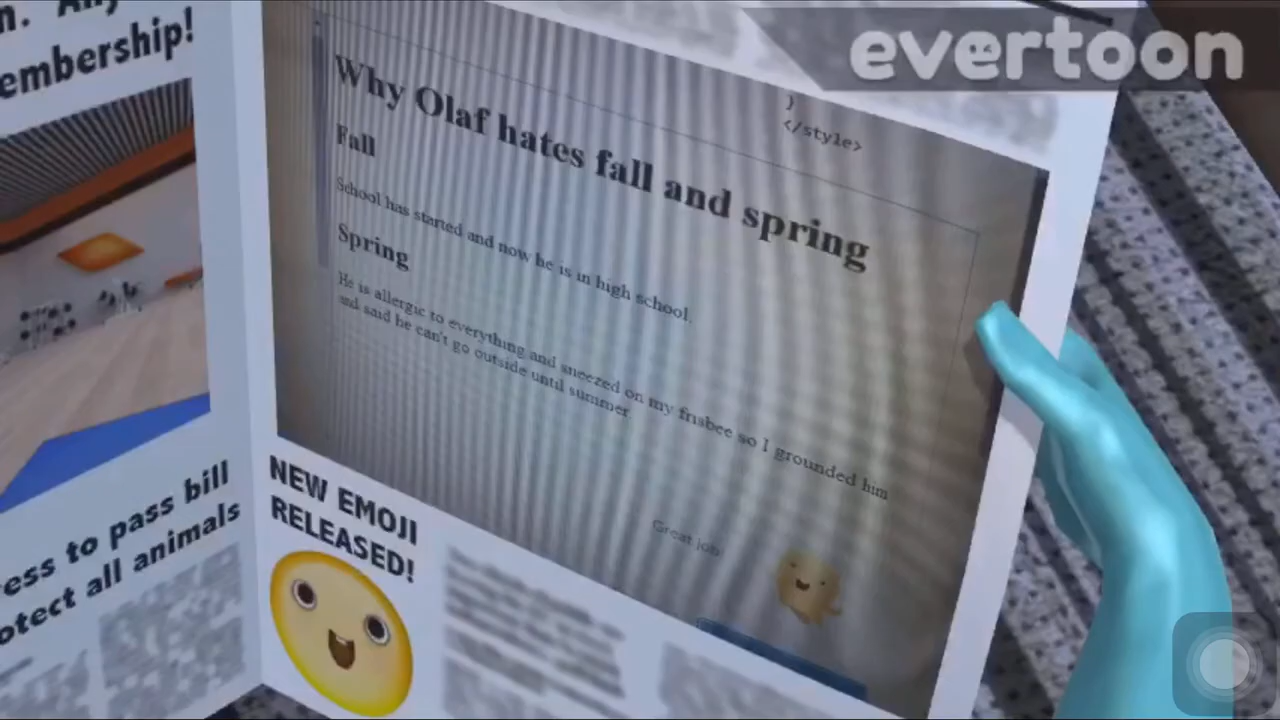 evertoon
embership!
}
</style>
Why Olaf hates fall and spring
Fall
School has started and now he is in high school.
Spring
He is allergic to everything and sneezed on my frisbee so I grounded him
and said he can't go outside until summer.
Great job
NEW EMOJI
RELEASED!
ess to pass bill
otect all animals